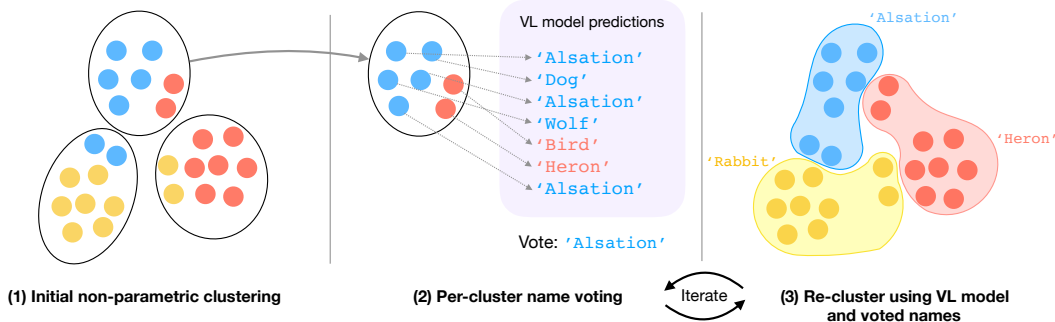 VL model predictions
‘Alsation’
‘Dog’
‘Alsation’
‘Wolf’
‘Bird’
‘Heron’
‘Alsation’
Vote: ’Alsation’
‘Alsation’
‘Heron’
‘Rabbit’
(1) Initial non-parametric clustering
(2) Per-cluster name voting
Iterate
(3) Re-cluster using VL model
and voted names